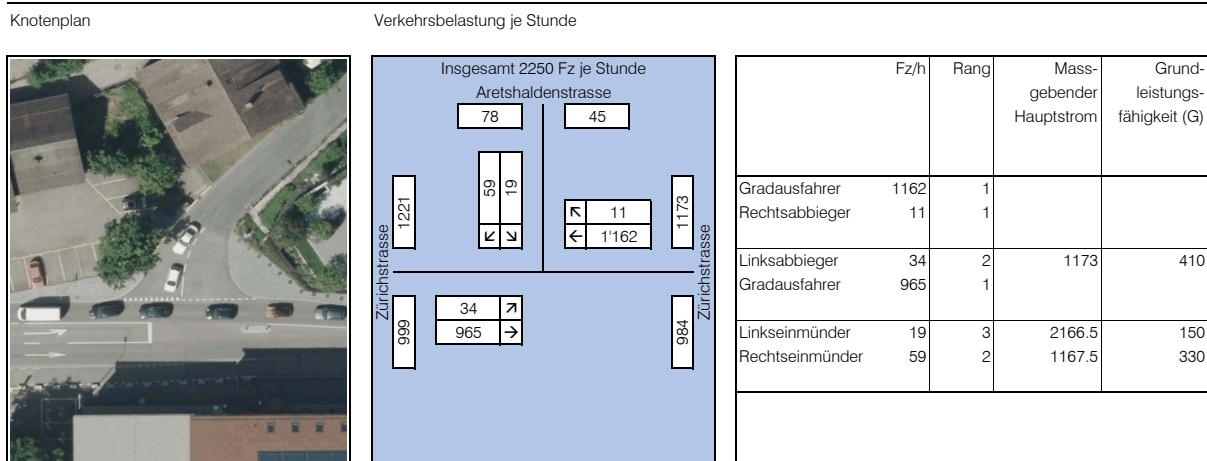 Knotenplan
Verkehrsbelastung je Stunde
Insgesamt 2250 Fz je Stunde
Aretshaldenstrasse
78 45
59 19
↙ ↘
↖ 11
← 1'162
1221
1173
Zürichstrasse
Zürichstrasse
34 ↗
965 →
999
984
Fz/h Rang Mass- Grund-
gebender leistungs-
Hauptstrom fähigkeit (G)
Gradausfahrer 1162 1
Rechtsabbieger 11 1
Linksabbieger 34 2 1173 410
Gradausfahrer 965 1
Linkseinmünder 19 3 2166.5 150
Rechtseinmünder 59 2 1167.5 330